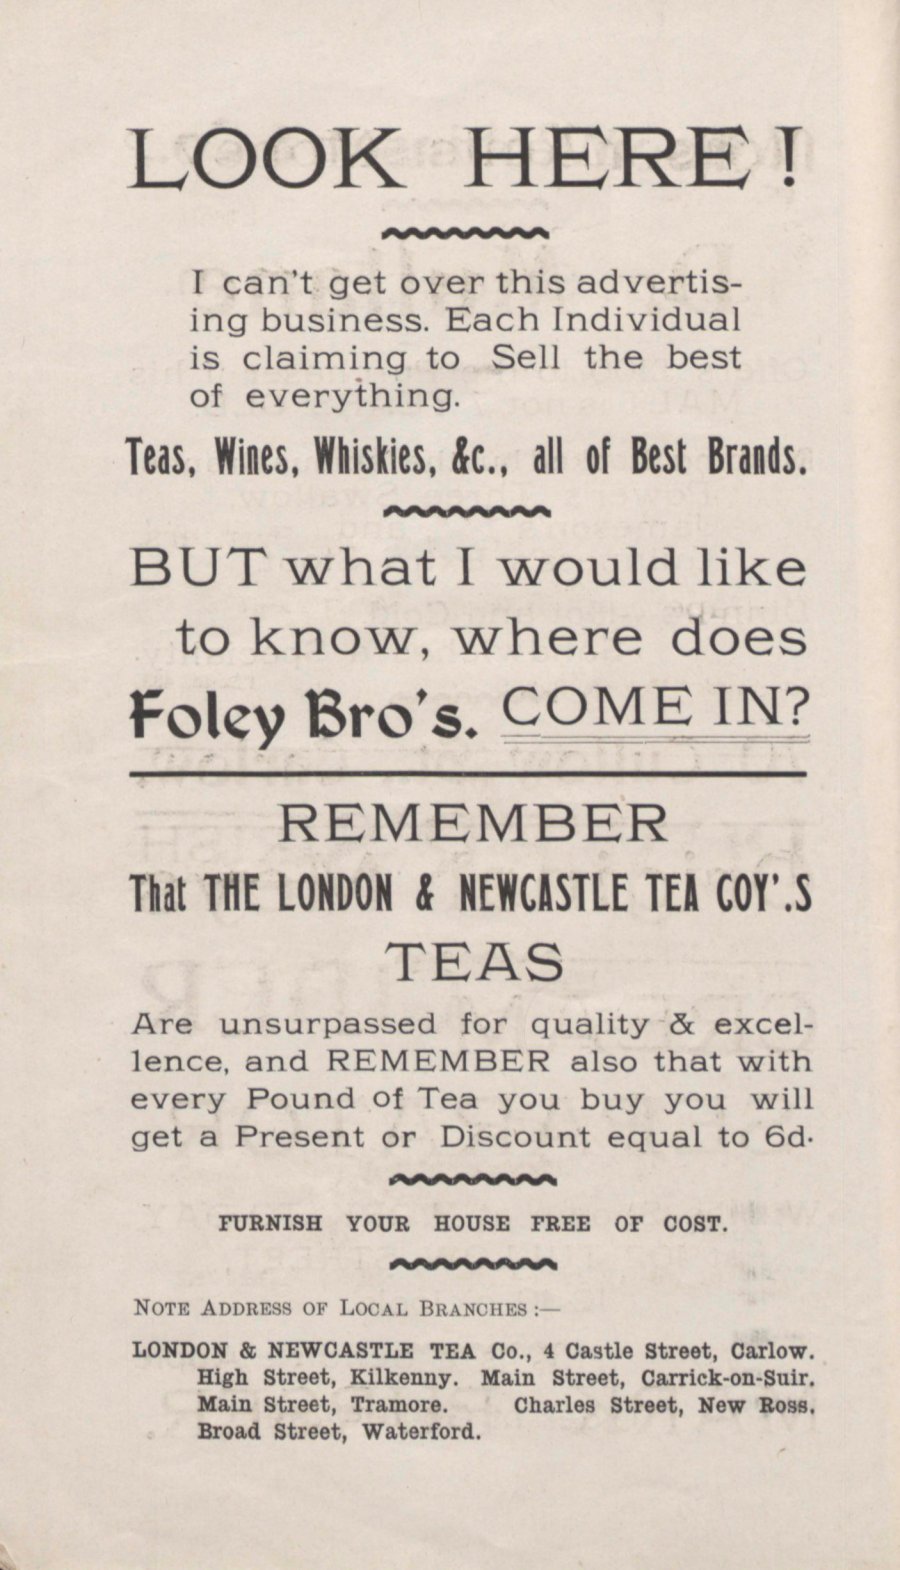 LOOK HERE!
I can't get over this advertis-
ing business. Each Individual
is claiming to Sell the best
of everything.
Teas, Wines, Whiskies, &c., all of Best Brands.
BUT what I would like
to know, where does
Foley Bro's. COME IN?
REMEMBER
That THE LONDON & NEWCASTLE TEA COY'.S
TEAS
Are unsurpassed for quality & excel-
lence, and REMEMBER also that with
every Pound of Tea you buy you will
get a Present or Discount equal to 6d·
FURNISH YOUR HOUSE FREE OF COST.
NOTE ADDRESS OF LOCAL BRANCHES :—
LONDON & NEWCASTLE TEA Co., 4 Castle Street, Carlow.
High Street, Kilkenny. Main Street, Carrick-on-Suir.
Main Street, Tramore. Charles Street, New Ross.
Broad Street, Waterford.